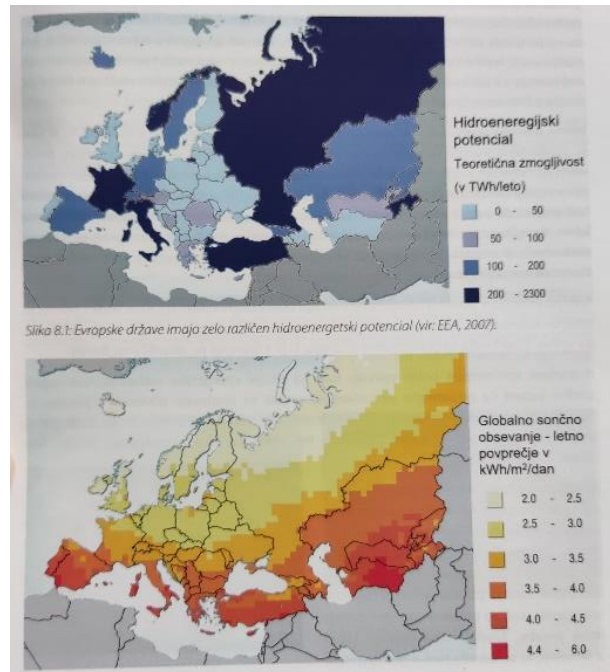 Hidroeneregijski
potencial
Teoretična zmogljivost
(v TWh/leto)
0 - 50
50 - 100
100 - 200
200 - 2300
Slika 8.1: Evropske države imajo zelo različen hidroenergetski potencial (vir: EEA, 2007).
Globalno sončno
obsevanje - letno
povprečje v
kWh/m²/dan
2.0 - 2.5
2.5 - 3.0
3.0 - 3.5
3.5 - 4.0
4.0 - 4.5
4.4 - 6.0